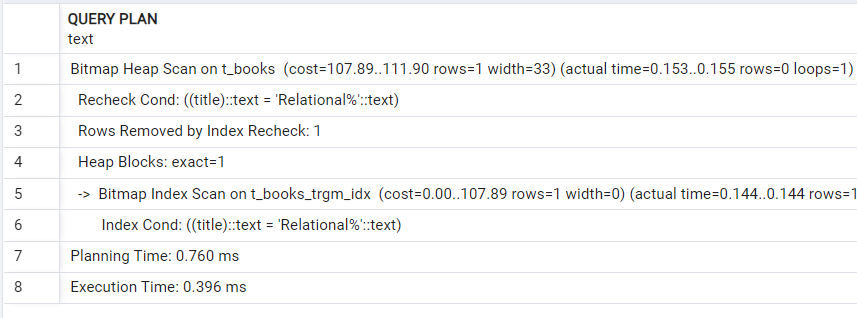 QUERY PLAN
text
1 Bitmap Heap Scan on t_books (cost=107.89..111.90 rows=1 width=33) (actual time=0.153..0.155 rows=0 loops=1)
2 Recheck Cond: ((title)::text = 'Relational%'::text)
3 Rows Removed by Index Recheck: 1
4 Heap Blocks: exact=1
5 -> Bitmap Index Scan on t_books_trgm_idx (cost=0.00..107.89 rows=1 width=0) (actual time=0.144..0.144 rows=1
6 Index Cond: ((title)::text = 'Relational%'::text)
7 Planning Time: 0.760 ms
8 Execution Time: 0.396 ms